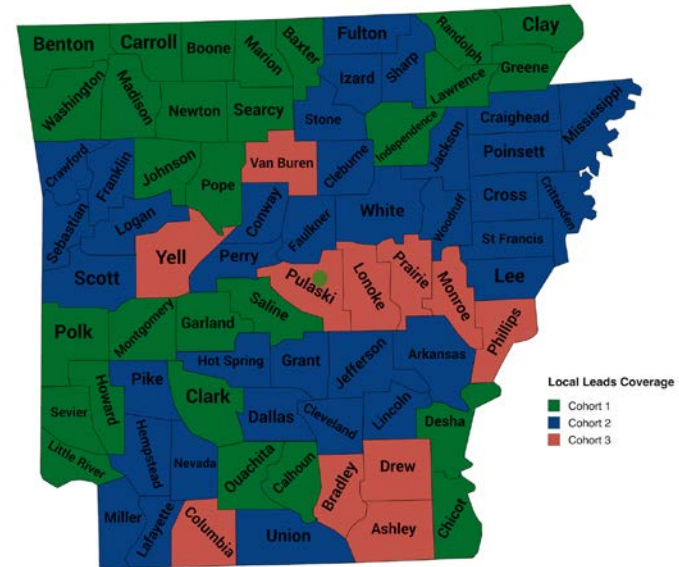 Benton
Carroll
Boone
Marion
Baxter
Fulton
Randolph
Clay
Washington
Madison
Newton
Searcy
Stone
Izard
Sharp
Lawrence
Greene
Independence
Jackson
Craighead
Mississippi
Crawford
Franklin
Johnson
Pope
Van Buren
Cleburne
Poinsett
Sebastian
Logan
Conway
Faulkner
White
Woodruff
Cross
Crittenden
St Francis
Scott
Yell
Perry
Pulaski
Lonoke
Prairie
Monroe
Lee
Phillips
Polk
Montgomery
Garland
Saline
Hot Spring
Grant
Jefferson
Arkansas
Sevier
Howard
Pike
Clark
Dallas
Cleveland
Lincoln
Desha
Little River
Hempstead
Nevada
Ouachita
Calhoun
Bradley
Drew
Chicot
Miller
Lafayette
Columbia
Union
Ashley
Local Leads Coverage
Cohort 1
Cohort 2
Cohort 3